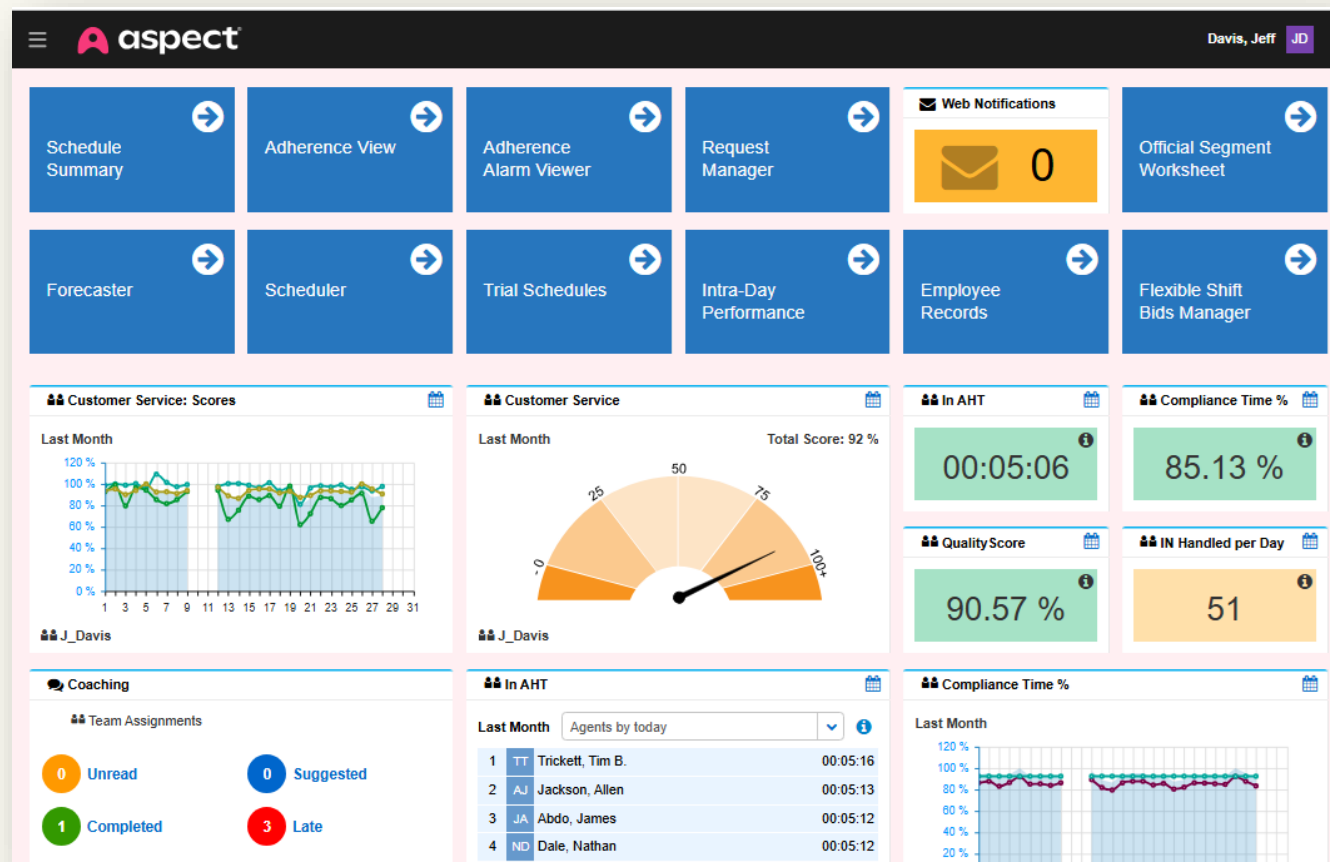 aspect
Davis, Jeff JD
Schedule
Summary
Adherence View
Adherence
Alarm Viewer
Request
Manager
Web Notifications
0
Official Segment
Worksheet
Forecaster
Scheduler
Trial Schedules
Intra-Day
Performance
Employee
Records
Flexible Shift
Bids Manager
Customer Service: Scores
Last Month
120 %
100 %
80 %
60 %
40 %
20 %
0 %
1 3 5 7 9 11 13 15 17 19 21 23 25 27 29 31
J_Davis
Customer Service
Last Month Total Score: 92 %
- 0
25
50
75
100+
J_Davis
In AHT
00:05:06
Compliance Time %
85.13 %
QualityScore
90.57 %
IN Handled per Day
51
Coaching
Team Assignments
0 Unread
0 Suggested
1 Completed
3 Late
In AHT
Last Month Agents by today
1 TT Trickett, Tim B. 00:05:16
2 AJ Jackson, Allen 00:05:13
3 JA Abdo, James 00:05:12
4 ND Dale, Nathan 00:05:12
Compliance Time %
Last Month
120 %
100 %
80 %
60 %
40 %
20 %